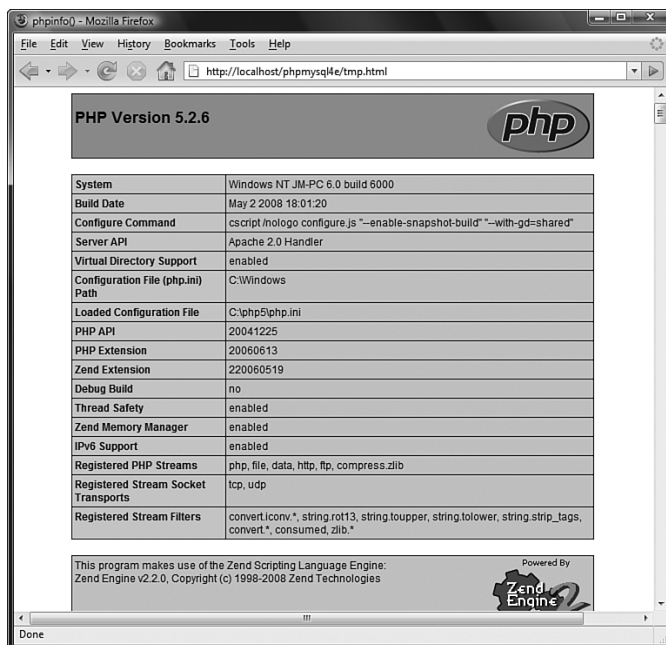 phpinfo() - Mozilla Firefox
File Edit View History Bookmarks Tools Help
http://localhost/phpmysql4e/tmp.html
PHP Version 5.2.6
php
System Windows NT JM-PC 6.0 build 6000
Build Date May 2 2008 18:01:20
Configure Command cscript /nologo configure.js "--enable-snapshot-build" "--with-gd=shared"
Server API Apache 2.0 Handler
Virtual Directory Support enabled
Configuration File (php.ini) C:\Windows
Path
Loaded Configuration File C:\php5\php.ini
PHP API 20041225
PHP Extension 20060613
Zend Extension 220060519
Debug Build no
Thread Safety enabled
Zend Memory Manager enabled
IPv6 Support enabled
Registered PHP Streams php, file, data, http, ftp, compress.zlib
Registered Stream Socket tcp, udp
Transports
Registered Stream Filters convert.iconv.*, string.rot13, string.toupper, string.tolower, string.strip_tags,
convert.*, consumed, zlib.*
This program makes use of the Zend Scripting Language Engine:
Zend Engine v2.2.0, Copyright (c) 1998-2008 Zend Technologies
Powered By
Zend
Engine 2
Done